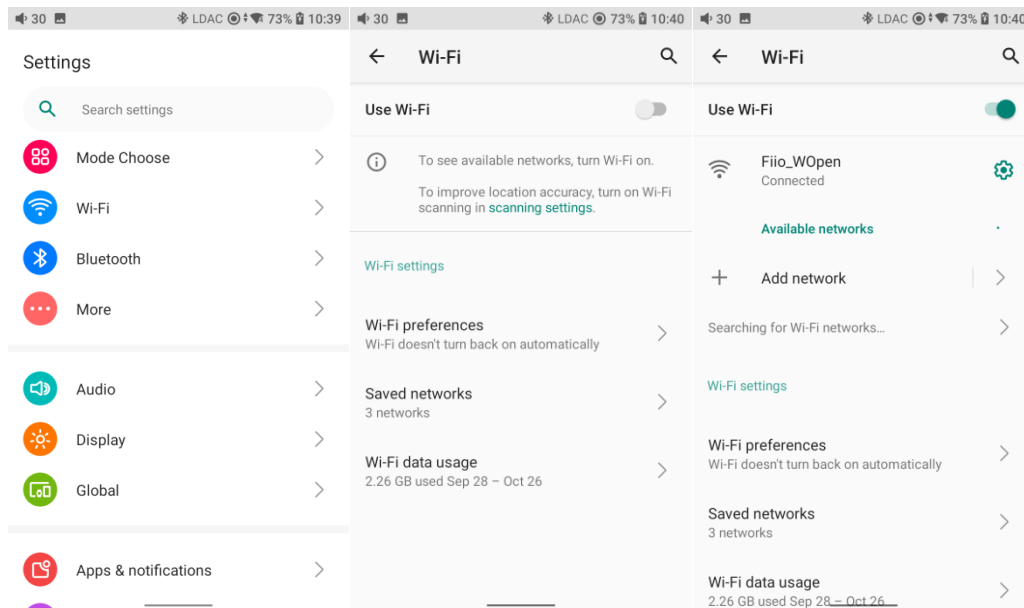 30 LDAC 73% 10:39
Settings
Search settings
Mode Choose
Wi-Fi
Bluetooth
More
Audio
Display
Global
Apps & notifications
30 LDAC 73% 10:40
Wi-Fi
Use Wi-Fi
To see available networks, turn Wi-Fi on.
To improve location accuracy, turn on Wi-Fi
scanning in scanning settings.
Wi-Fi settings
Wi-Fi preferences
Wi-Fi doesn't turn back on automatically
Saved networks
3 networks
Wi-Fi data usage
2.26 GB used Sep 28 – Oct 26
30 LDAC 73% 10:40
Wi-Fi
Use Wi-Fi
Fiio_WOpen
Connected
Available networks
Add network
Searching for Wi-Fi networks…
Wi-Fi settings
Wi-Fi preferences
Wi-Fi doesn't turn back on automatically
Saved networks
3 networks
Wi-Fi data usage
2.26 GB used Sep 28 – Oct 26